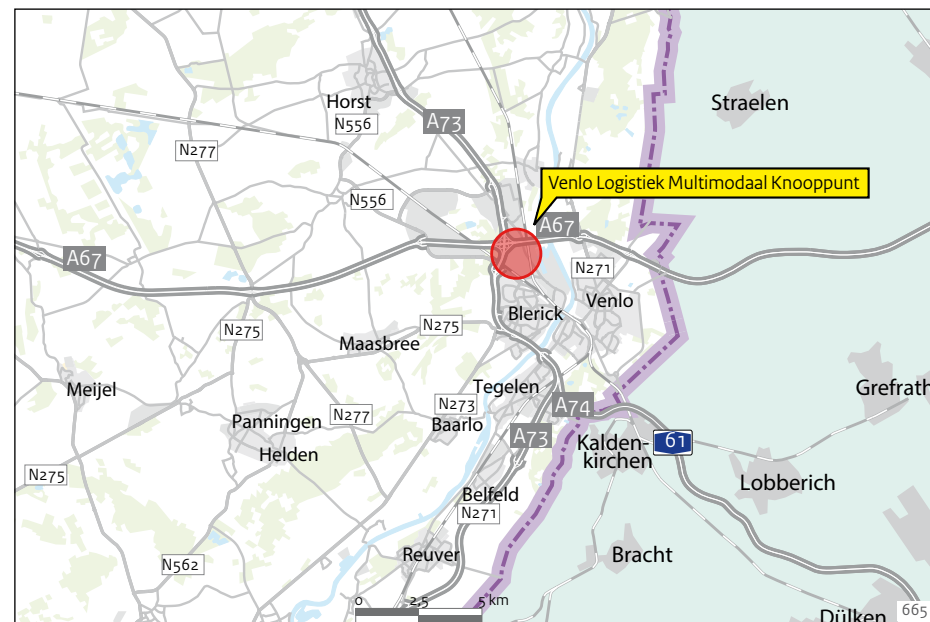 Horst
N556
A73
Straelen
N277
Venlo Logistiek Multimodaal Knooppunt
N556
A67
A67
N271
Venlo
Blerick
N275
N275
Maasbree
Meijel
Tegelen
Grefrath
N273
A74
Panningen
N277
Baarlo
A73
Kalden-
kirchen
61
Helden
N275
Lobberich
Belfeld
N271
Reuver
Bracht
N562
0 2,5 5 km
Dülken
665